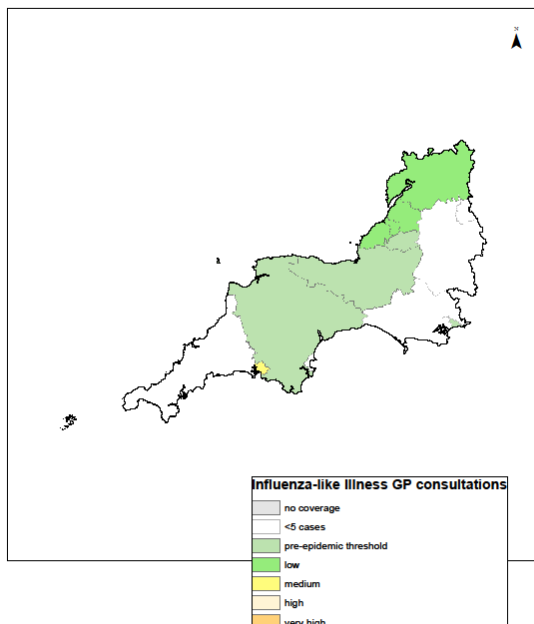 N
Influenza-like Illness GP consultations
no coverage
<5 cases
pre-epidemic threshold
low
medium
high
very high